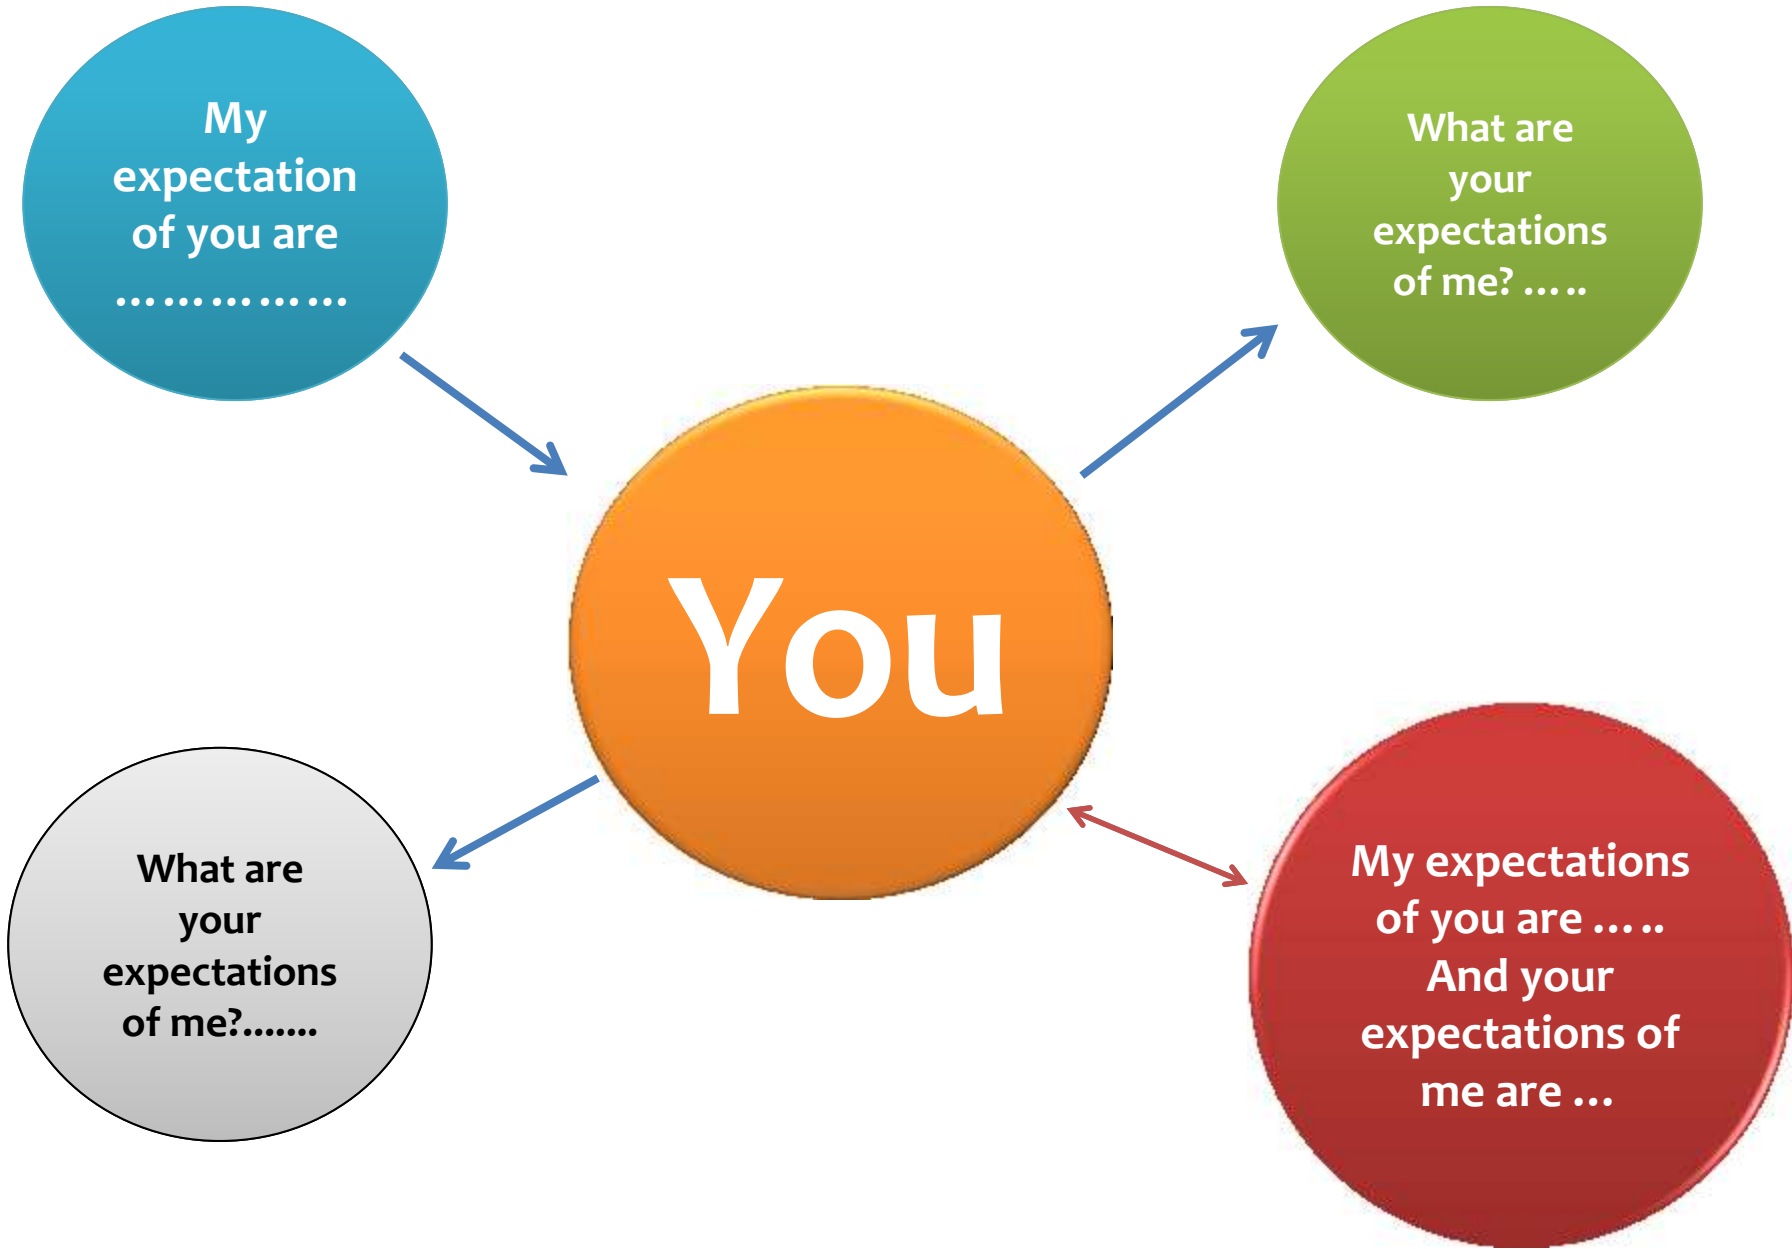 My
expectation
of you are
……………
What are
your
expectations
of me? …..
You
What are
your
expectations
of me?.......
My expectations
of you are …..
And your
expectations of
me are …